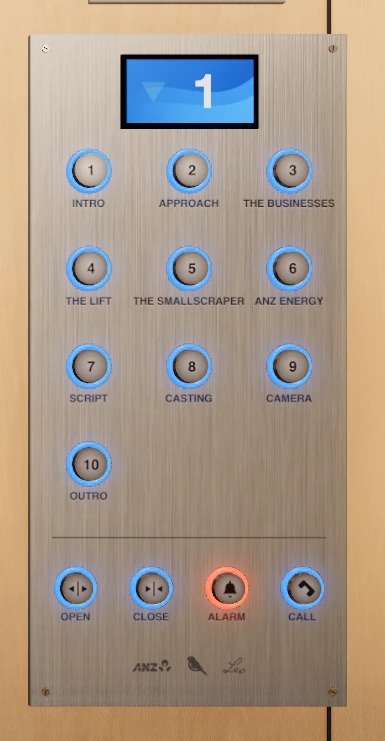 1
1 2 3
INTRO APPROACH THE BUSINESSES
4 5 6
THE LIFT THE SMALLSCRAPER ANZ ENERGY
7 8 9
SCRIPT CASTING CAMERA
10
OUTRO
OPEN CLOSE ALARM CALL
ANZ Leo